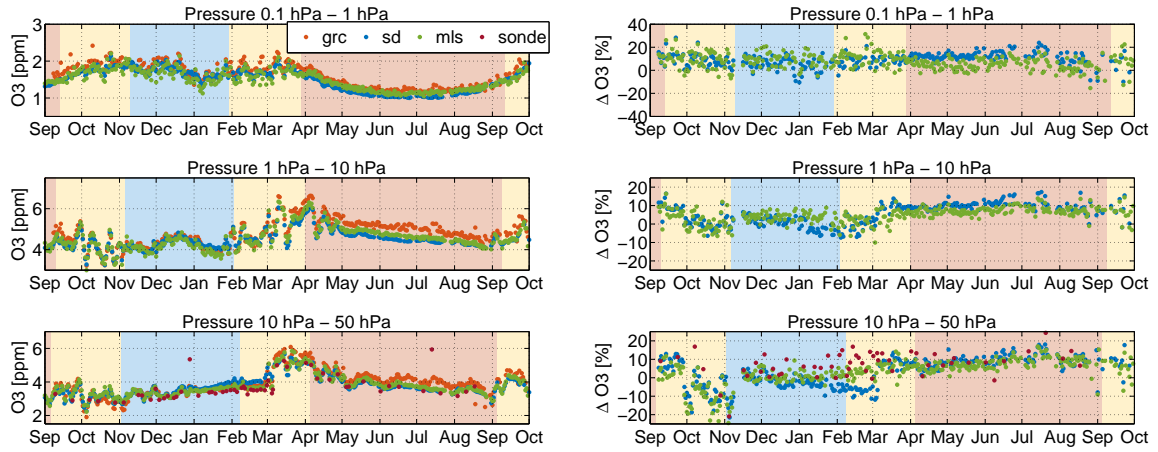 Pressure 0.1 hPa – 1 hPa
grc sd mls sonde
O3 [ppm]
3
2
1
Sep Oct Nov Dec Jan Feb Mar Apr May Jun Jul Aug Sep Oct
Pressure 0.1 hPa – 1 hPa
Δ O3 [%]
40
20
0
−20
−40
Sep Oct Nov Dec Jan Feb Mar Apr May Jun Jul Aug Sep Oct
Pressure 1 hPa – 10 hPa
O3 [ppm]
6
4
Sep Oct Nov Dec Jan Feb Mar Apr May Jun Jul Aug Sep Oct
Pressure 1 hPa – 10 hPa
Δ O3 [%]
20
10
0
−10
−20
Sep Oct Nov Dec Jan Feb Mar Apr May Jun Jul Aug Sep Oct
Pressure 10 hPa – 50 hPa
O3 [ppm]
6
4
2
Sep Oct Nov Dec Jan Feb Mar Apr May Jun Jul Aug Sep Oct
Pressure 10 hPa – 50 hPa
Δ O3 [%]
20
10
0
−10
−20
Sep Oct Nov Dec Jan Feb Mar Apr May Jun Jul Aug Sep Oct